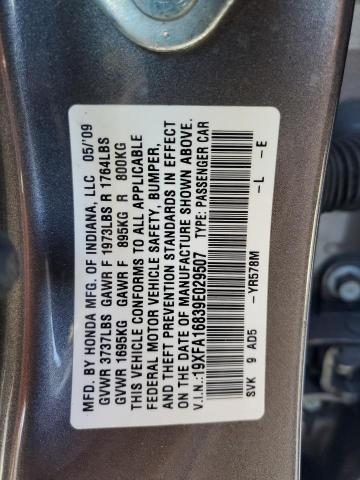 MFD. BY HONDA MFG. OF INDIANA, LLC 05/'09
GVWR 3737LBS GAWR F 1973LBS R 1764LBS
GVWR 1695KG GAWR F 895KG R 800KG
THIS VEHICLE CONFORMS TO ALL APPLICABLE
FEDERAL MOTOR VEHICLE SAFETY, BUMPER,
AND THEFT PREVENTION STANDARDS IN EFFECT
ON THE DATE OF MANUFACTURE SHOWN ABOVE.
V.I.N.:19XFA16839E029507 TYPE: PASSENGER CAR
SVK 9 AD5 -YR578M -L -E